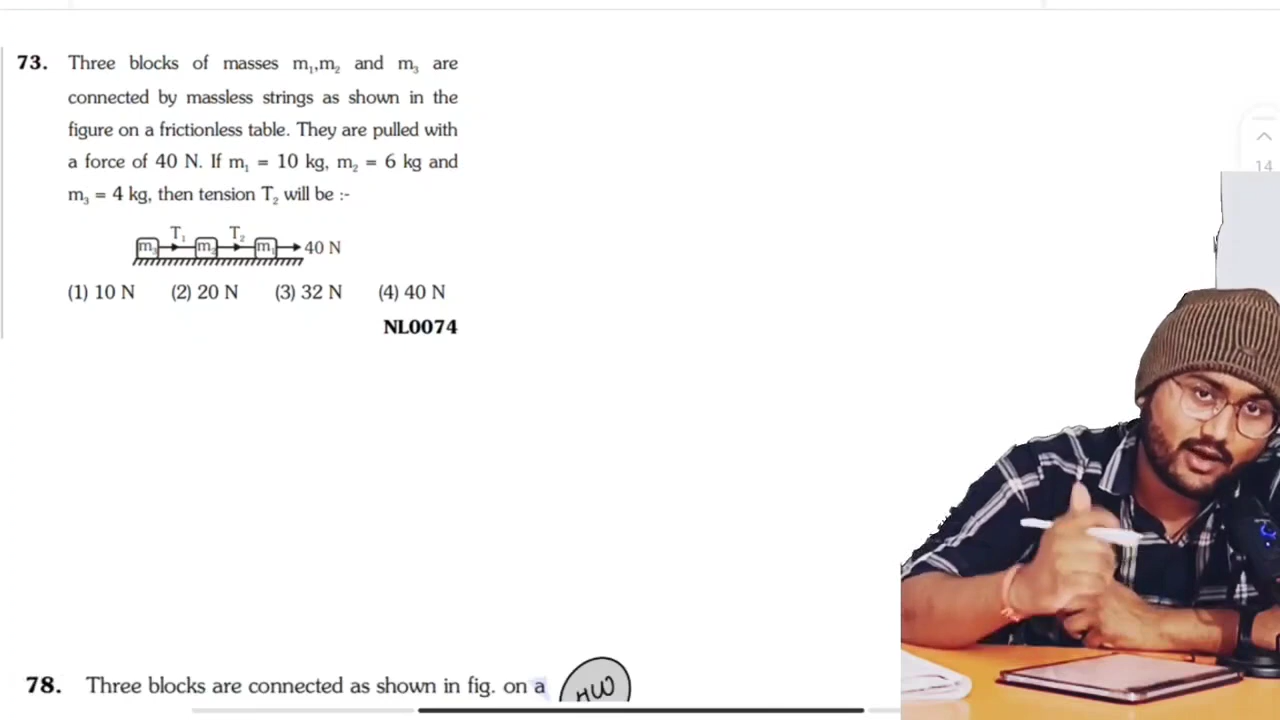 73. Three blocks of masses m₁,m₂ and m₃ are
connected by massless strings as shown in the
figure on a frictionless table. They are pulled with
a force of 40 N. If m₁ = 10 kg, m₂ = 6 kg and
m₃ = 4 kg, then tension T₂ will be :-
T₁ T₂
m₃ m₂ m₁ 40 N
(1) 10 N (2) 20 N (3) 32 N (4) 40 N
NL0074
14
78. Three blocks are connected as shown in fig. on a
HW